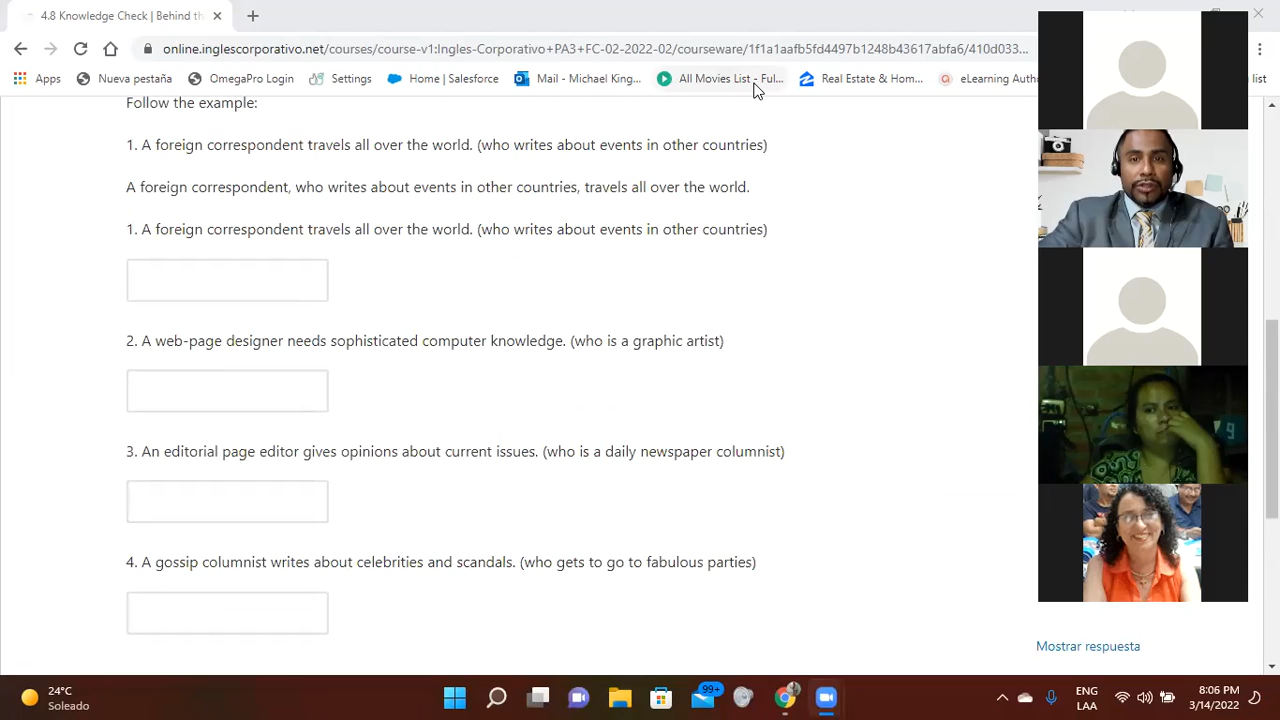 4.8 Knowledge Check | Behind th
online.inglescorporativo.net/courses/course-v1:Ingles-Corporativo+PA3+FC-02-2022-02/courseware/1f1a1aafb5fd4497b1248b43617abfa6/410d033...
Apps Nueva pestaña OmegaPro Login Settings Home | Salesforce Mail - Michael King... All Movies List - Ful... Real Estate & Hom... eLearning Auth list
Follow the example:
1. A foreign correspondent travels all over the world. (who writes about events in other countries)
A foreign correspondent, who writes about events in other countries, travels all over the world.
1. A foreign correspondent travels all over the world. (who writes about events in other countries)
2. A web-page designer needs sophisticated computer knowledge. (who is a graphic artist)
3. An editorial page editor gives opinions about current issues. (who is a daily newspaper columnist)
4. A gossip columnist writes about celebrities and scandals. (who gets to go to fabulous parties)
Mostrar respuesta
24°C
Soleado
99+
ENG
LAA
8:06 PM
3/14/2022